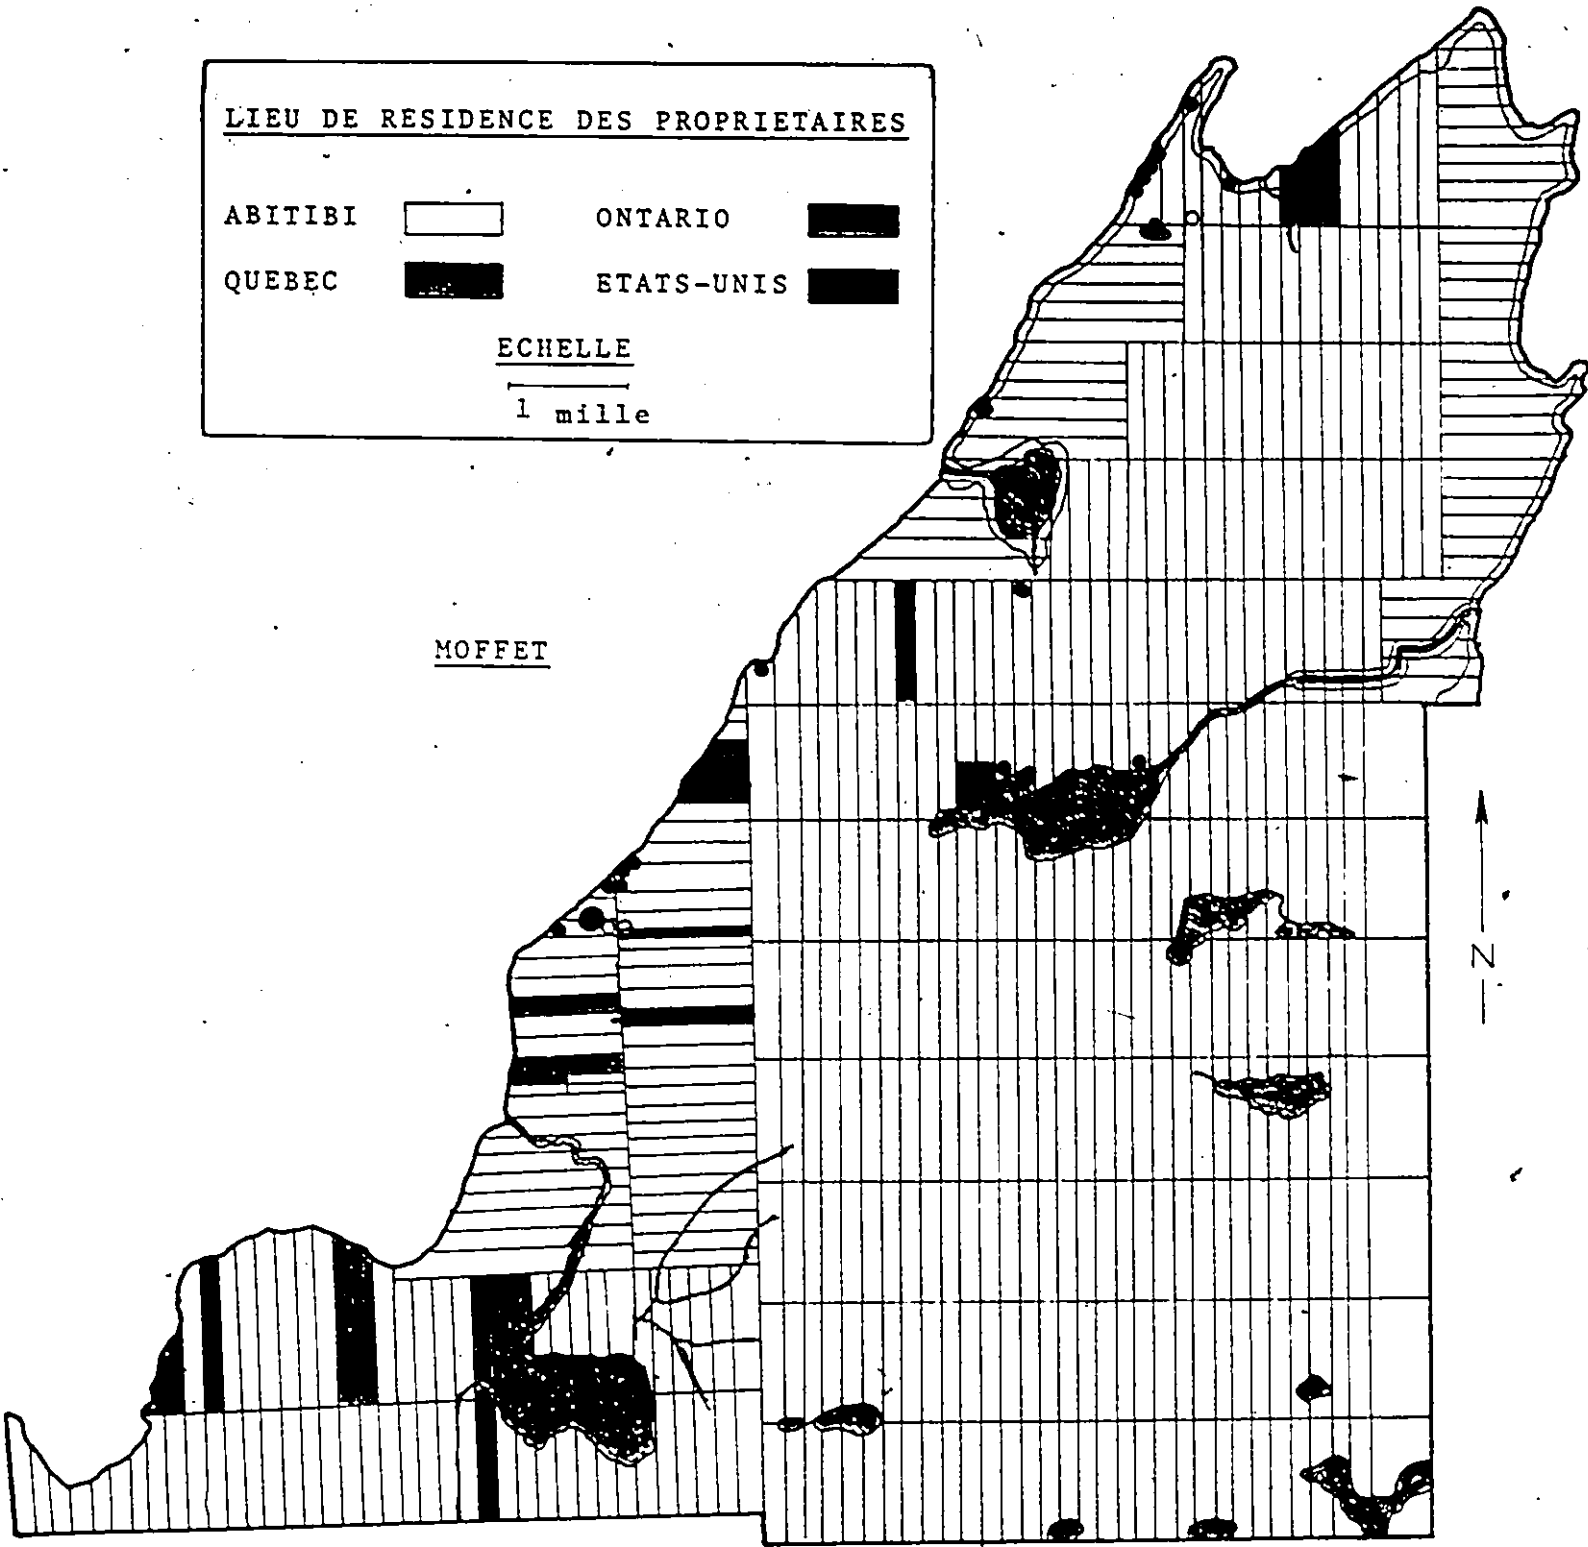 LIEU DE RESIDENCE DES PROPRIETAIRES
ABITIBI
ONTARIO
QUEBEC
ETATS-UNIS
ECHELLE
1 mille
MOFFET
N